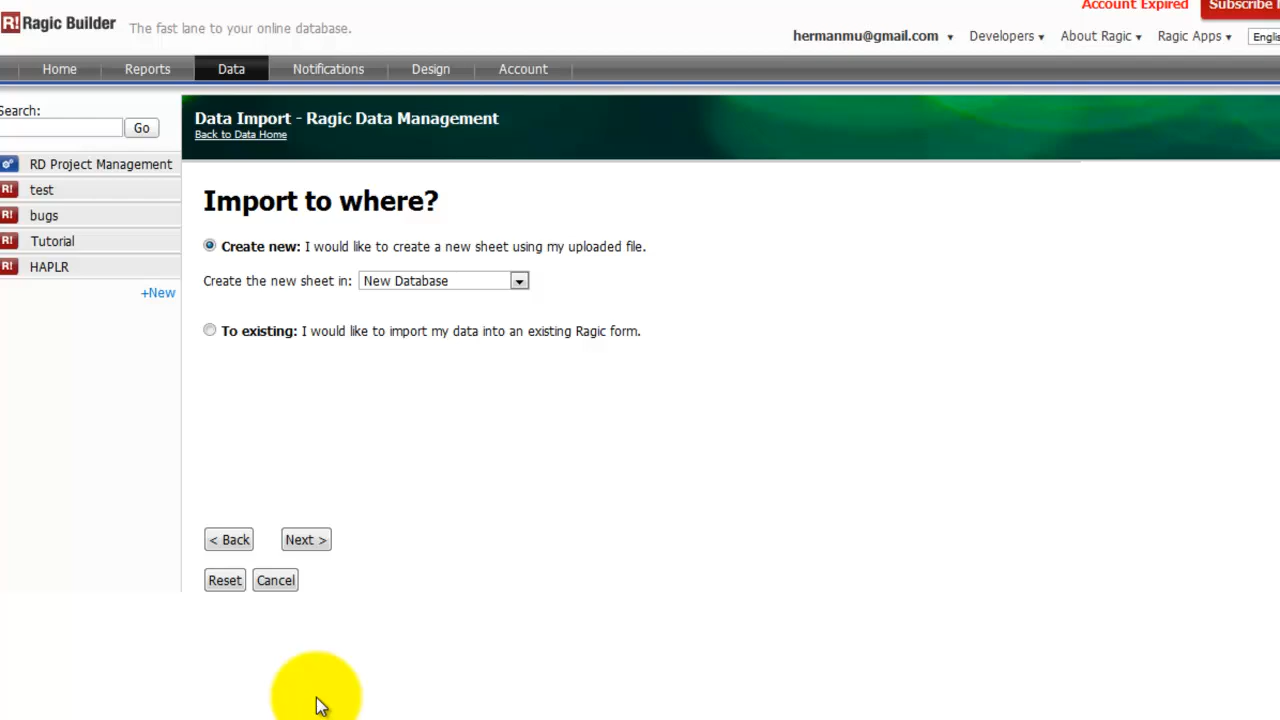 Account Expired
Subscribe
R! Ragic Builder The fast lane to your online database.
hermanmu@gmail.com Developers About Ragic Ragic Apps
Home Reports Data Notifications Design Account
Search:
Go
Data Import - Ragic Data Management
Back to Data Home
RD Project Management
R! test
R! bugs
R! Tutorial
R! HAPLR
+New
Import to where?
Create new: I would like to create a new sheet using my uploaded file.
Create the new sheet in: New Database
To existing: I would like to import my data into an existing Ragic form.
< Back Next >
Reset Cancel